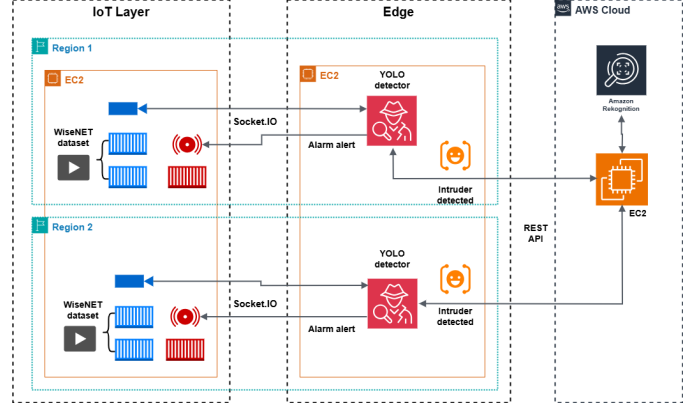 IoT Layer
Edge
aws
AWS Cloud
Region 1
EC2
EC2
YOLO
detector
Socket.IO
WiseNET
dataset
Alarm alert
Intruder
detected
Amazon
Rekognition
EC2
REST
API
Region 2
YOLO
detector
WiseNET
dataset
Socket.IO
Alarm alert
Intruder
detected